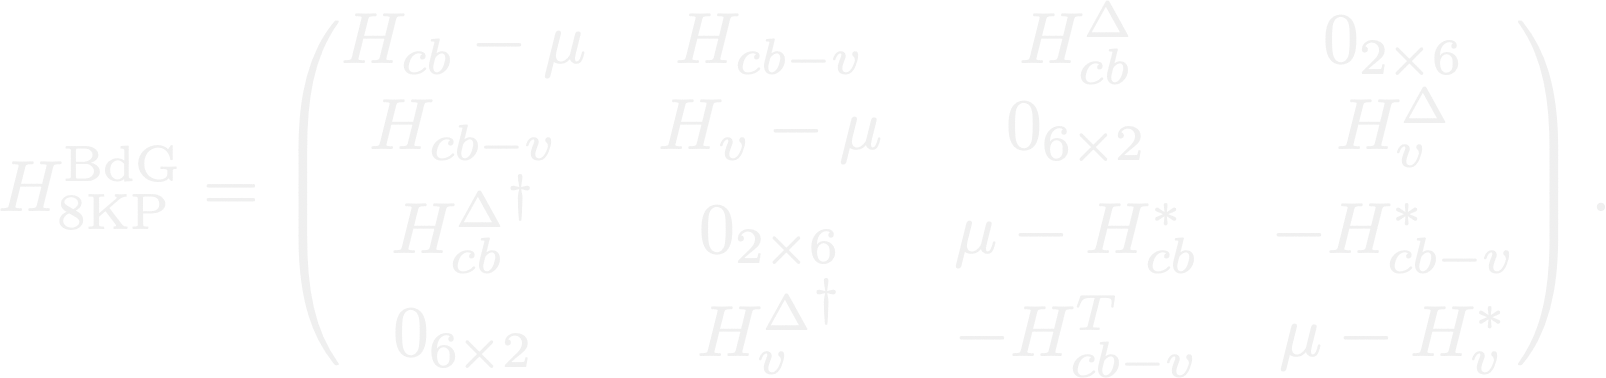 H_{8KP}^{BdG} = \begin{pmatrix} H_{cb} - \mu & H_{cb-v} & H_{cb}^{\Delta} & 0_{2\times6} \\ H_{cb-v} & H_v - \mu & 0_{6\times2} & H_v^{\Delta} \\ {H_{cb}^{\Delta}}^{\dagger} & 0_{2\times6} & \mu - H_{cb}^{*} & -H_{cb-v}^{*} \\ 0_{6\times2} & {H_v^{\Delta}}^{\dagger} & -H_{cb-v}^{T} & \mu - H_v^{*} \end{pmatrix}.